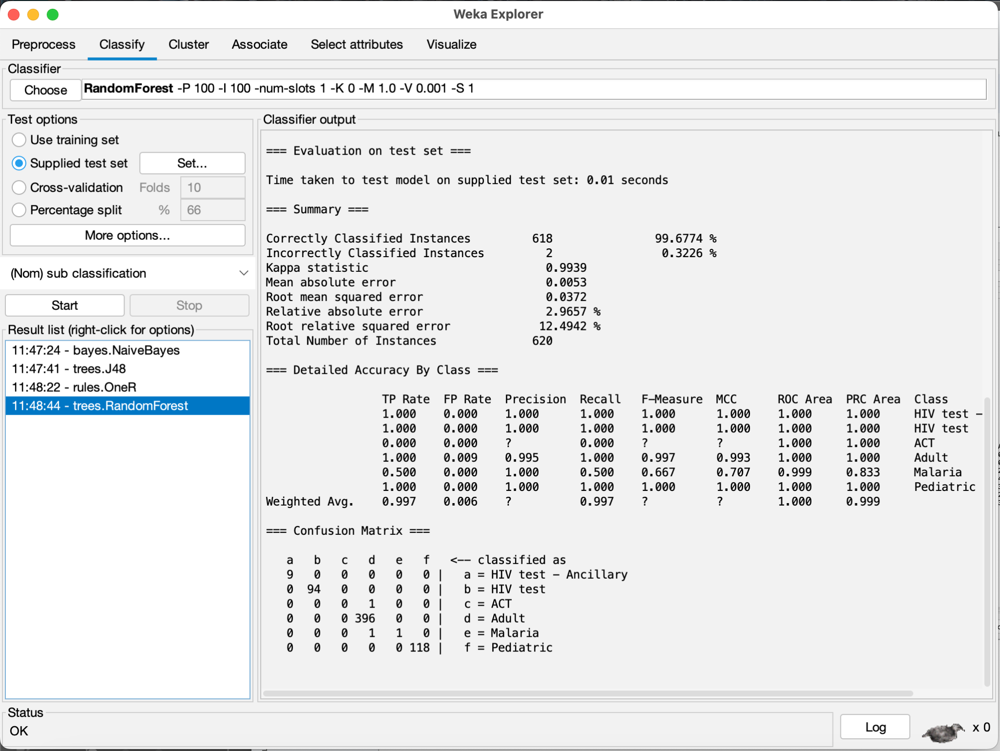 Weka Explorer
Preprocess Classify Cluster Associate Select attributes Visualize
Classifier
Choose RandomForest -P 100 -I 100 -num-slots 1 -K 0 -M 1.0 -V 0.001 -S 1
Test options
Use training set
Supplied test set Set...
Cross-validation Folds 10
Percentage split % 66
More options...
(Nom) sub classification
Start Stop
Result list (right-click for options)
11:47:24 - bayes.NaiveBayes
11:47:41 - trees.J48
11:48:22 - rules.OneR
11:48:44 - trees.RandomForest
Classifier output
=== Evaluation on test set ===
Time taken to test model on supplied test set: 0.01 seconds
=== Summary ===
Correctly Classified Instances 618 99.6774 %
Incorrectly Classified Instances 2 0.3226 %
Kappa statistic 0.9939
Mean absolute error 0.0053
Root mean squared error 0.0372
Relative absolute error 2.9657 %
Root relative squared error 12.4942 %
Total Number of Instances 620
=== Detailed Accuracy By Class ===
TP Rate FP Rate Precision Recall F-Measure MCC ROC Area PRC Area Class
1.000 0.000 1.000 1.000 1.000 1.000 1.000 1.000 HIV test -
1.000 0.000 1.000 1.000 1.000 1.000 1.000 1.000 HIV test
0.000 0.000 ? 0.000 ? ? 1.000 1.000 ACT
1.000 0.009 0.995 1.000 0.997 0.993 1.000 1.000 Adult
0.500 0.000 1.000 0.500 0.667 0.707 0.999 0.833 Malaria
1.000 0.000 1.000 1.000 1.000 1.000 1.000 1.000 Pediatric
Weighted Avg. 0.997 0.006 ? 0.997 ? ? 1.000 0.999
=== Confusion Matrix ===
a b c d e f <-- classified as
9 0 0 0 0 0 | a = HIV test - Ancillary
0 94 0 0 0 0 | b = HIV test
0 0 0 1 0 0 | c = ACT
0 0 0 396 0 0 | d = Adult
0 0 0 1 1 0 | e = Malaria
0 0 0 0 0 118 | f = Pediatric
Status
OK
Log x 0